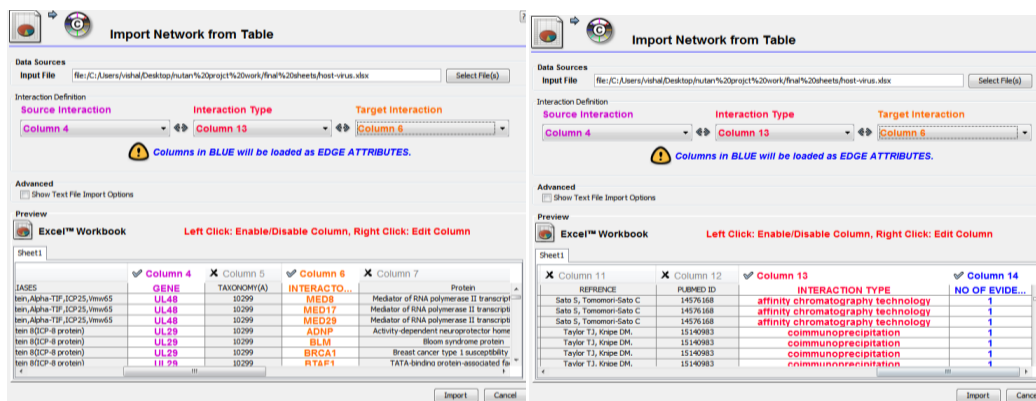 Import Network from Table
Data Sources
Input File file:/C:/Users/vishal/Desktop/nutan%20projct%20work/final%20sheets/host-virus.xlsx Select File(s)
Interaction Definition
Source Interaction Interaction Type Target Interaction
Column 4 Column 13 Column 6
Columns in BLUE will be loaded as EDGE ATTRIBUTES.
Advanced
Show Text File Import Options
Preview
Excel™ Workbook Left Click: Enable/Disable Column, Right Click: Edit Column
Sheet1
Column 4 Column 5 Column 6 Column 7
IASES GENE TAXONOMY(A) INTERACTO... Protein
tein,Alpha-TIF,ICP25,Vmw65 UL48 10299 MED8 Mediator of RNA polymerase II transcript
tein,Alpha-TIF,ICP25,Vmw65 UL48 10299 MED17 Mediator of RNA polymerase II transcripti
tein,Alpha-TIF,ICP25,Vmw65 UL48 10299 MED29 Mediator of RNA polymerase II transcripti
tein 8(ICP-8 protein) UL29 10299 ADNP Activity-dependent neuroprotector home
tein 8(ICP-8 protein) UL29 10299 BLM Bloom syndrome protein
tein 8(ICP-8 protein) UL29 10299 BRCA1 Breast cancer type 1 susceptibility
tein 8(ICP-8 protein) UL29 10299 BTAF1 TATA-binding protein-associated fa
Import Cancel
Import Network from Table
Data Sources
Input File file:/C:/Users/vishal/Desktop/nutan%20projct%20work/final%20sheets/host-virus.xlsx Select File(s)
Interaction Definition
Source Interaction Interaction Type Target Interaction
Column 4 Column 13 Column 6
Columns in BLUE will be loaded as EDGE ATTRIBUTES.
Advanced
Show Text File Import Options
Preview
Excel™ Workbook Left Click: Enable/Disable Column, Right Click: Edit Column
Sheet1
Column 11 Column 12 Column 13 Column 14
REFRENCE PUBMED ID INTERACTION TYPE NO OF EVIDE...
Sato S, Tomomori-Sato C 14576168 affinity chromatography technology 1
Sato S, Tomomori-Sato C 14576168 affinity chromatography technology 1
Sato S, Tomomori-Sato C 14576168 affinity chromatography technology 1
Taylor TJ, Knipe DM. 15140983 coimmunoprecipitation 1
Taylor TJ, Knipe DM. 15140983 coimmunoprecipitation 1
Taylor TJ, Knipe DM. 15140983 coimmunoprecipitation 1
Taylor TJ, Knipe DM. 15140983 coimmunoprecipitation 1
Import Cance